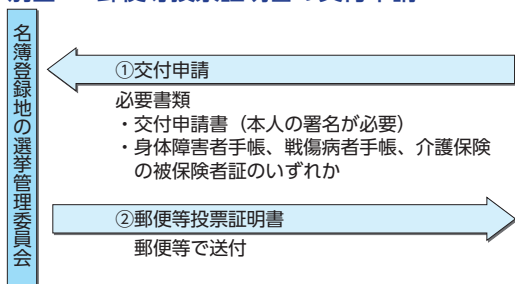 名簿登録地の選挙管理委員会
①交付申請
必要書類
・交付申請書（本人の署名が必要）
・身体障害者手帳、戦傷病者手帳、介護保険
の被保険者証のいずれか
②郵便等投票証明書
郵便等で送付